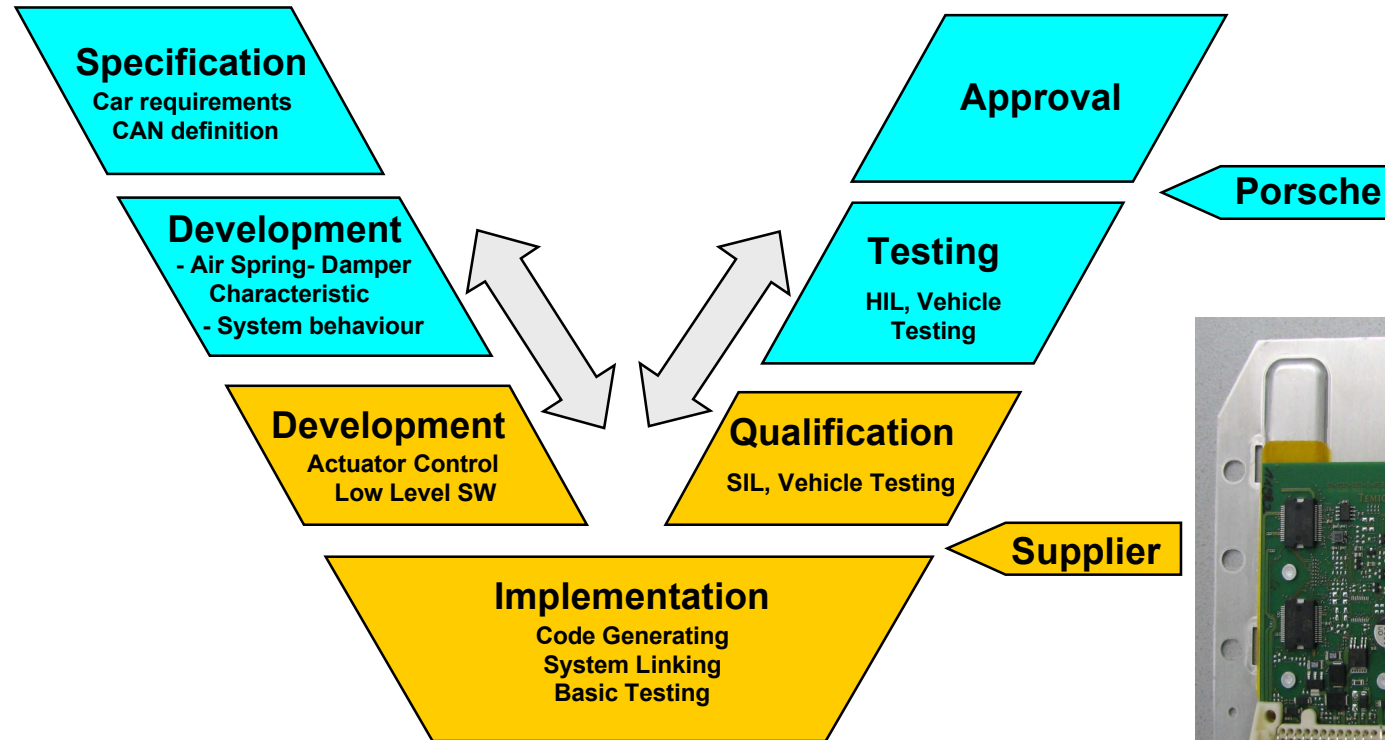 Specification
Car requirements
CAN definition
Development
- Air Spring- Damper
Characteristic
- System behaviour
Development
Actuator Control
Low Level SW
Implementation
Code Generating
System Linking
Basic Testing
Qualification
SIL, Vehicle Testing
Testing
HIL, Vehicle
Testing
Approval
Porsche
Supplier